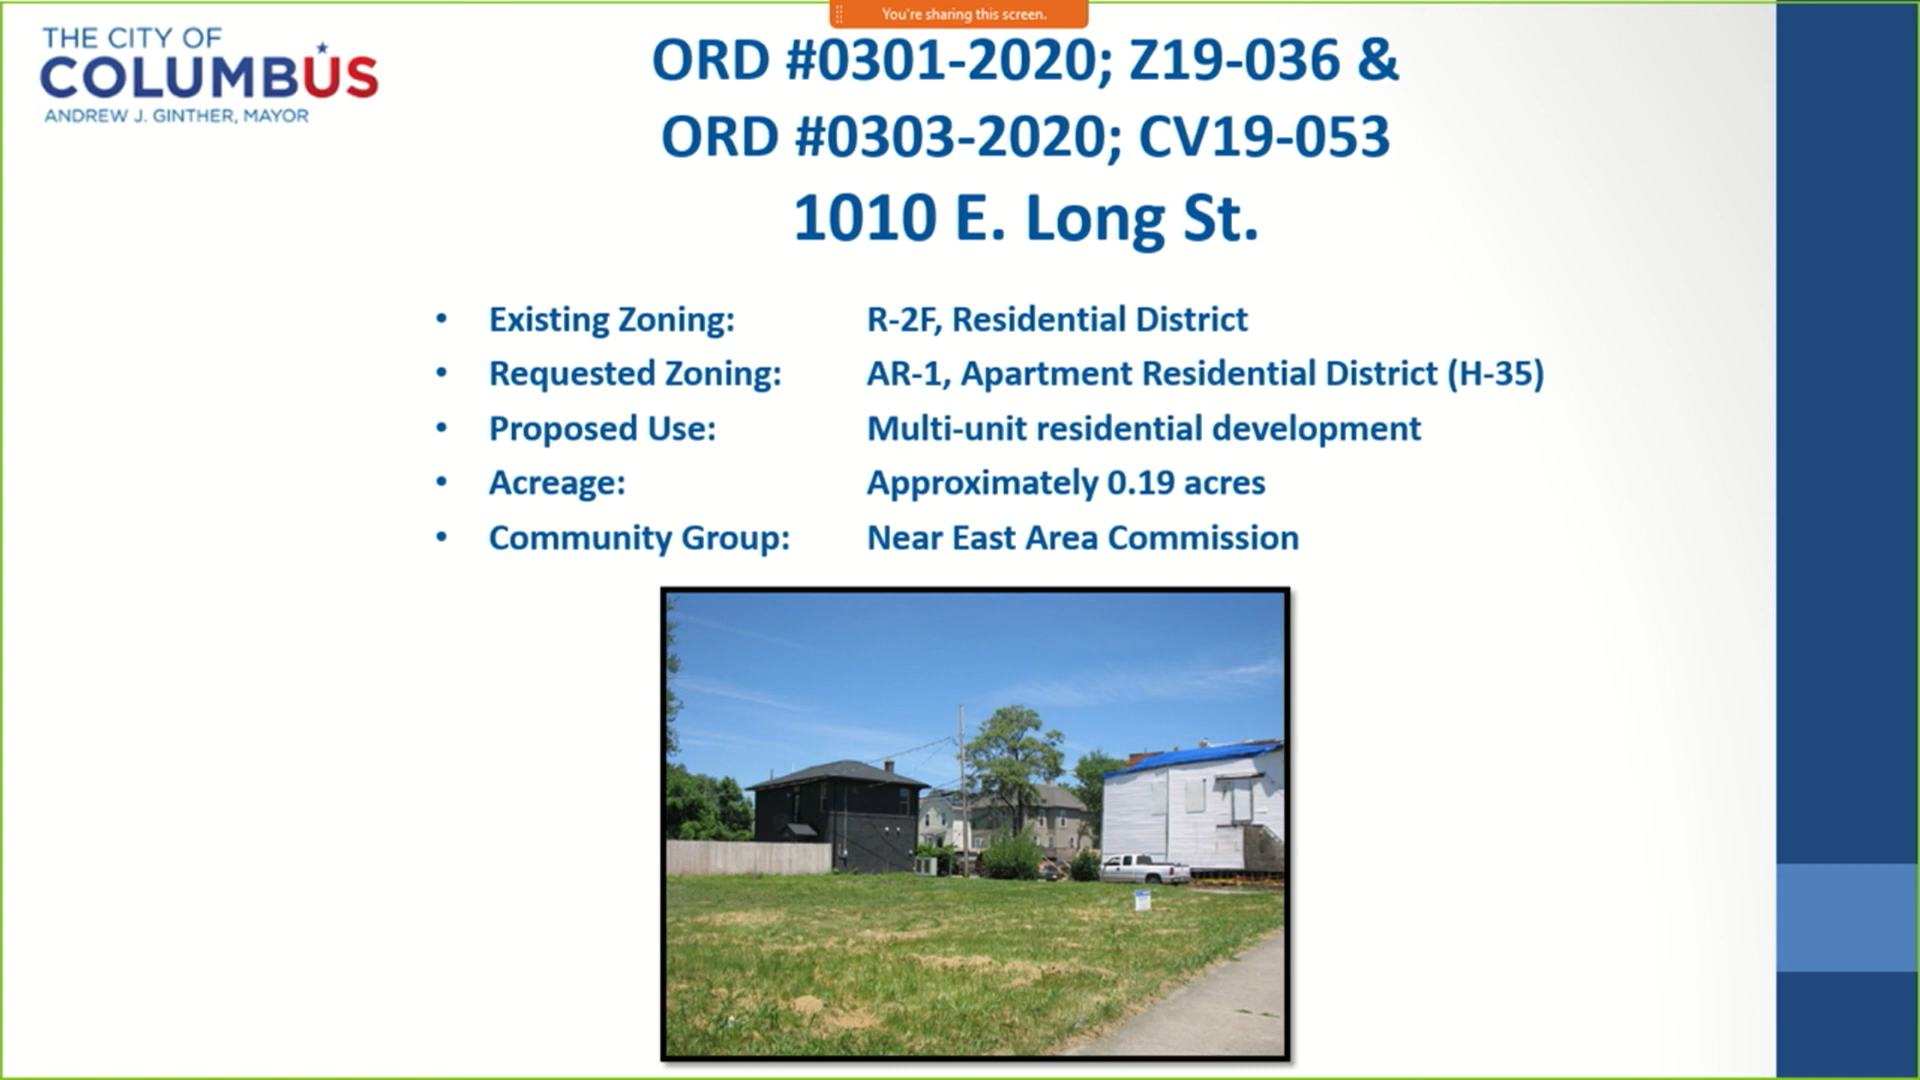 You're sharing this screen.
THE CITY OF
COLUMBUS
ANDREW J. GINTHER, MAYOR
ORD #0301-2020; Z19-036 &
ORD #0303-2020; CV19-053
1010 E. Long St.
• Existing Zoning: R-2F, Residential District
• Requested Zoning: AR-1, Apartment Residential District (H-35)
• Proposed Use: Multi-unit residential development
• Acreage: Approximately 0.19 acres
• Community Group: Near East Area Commission